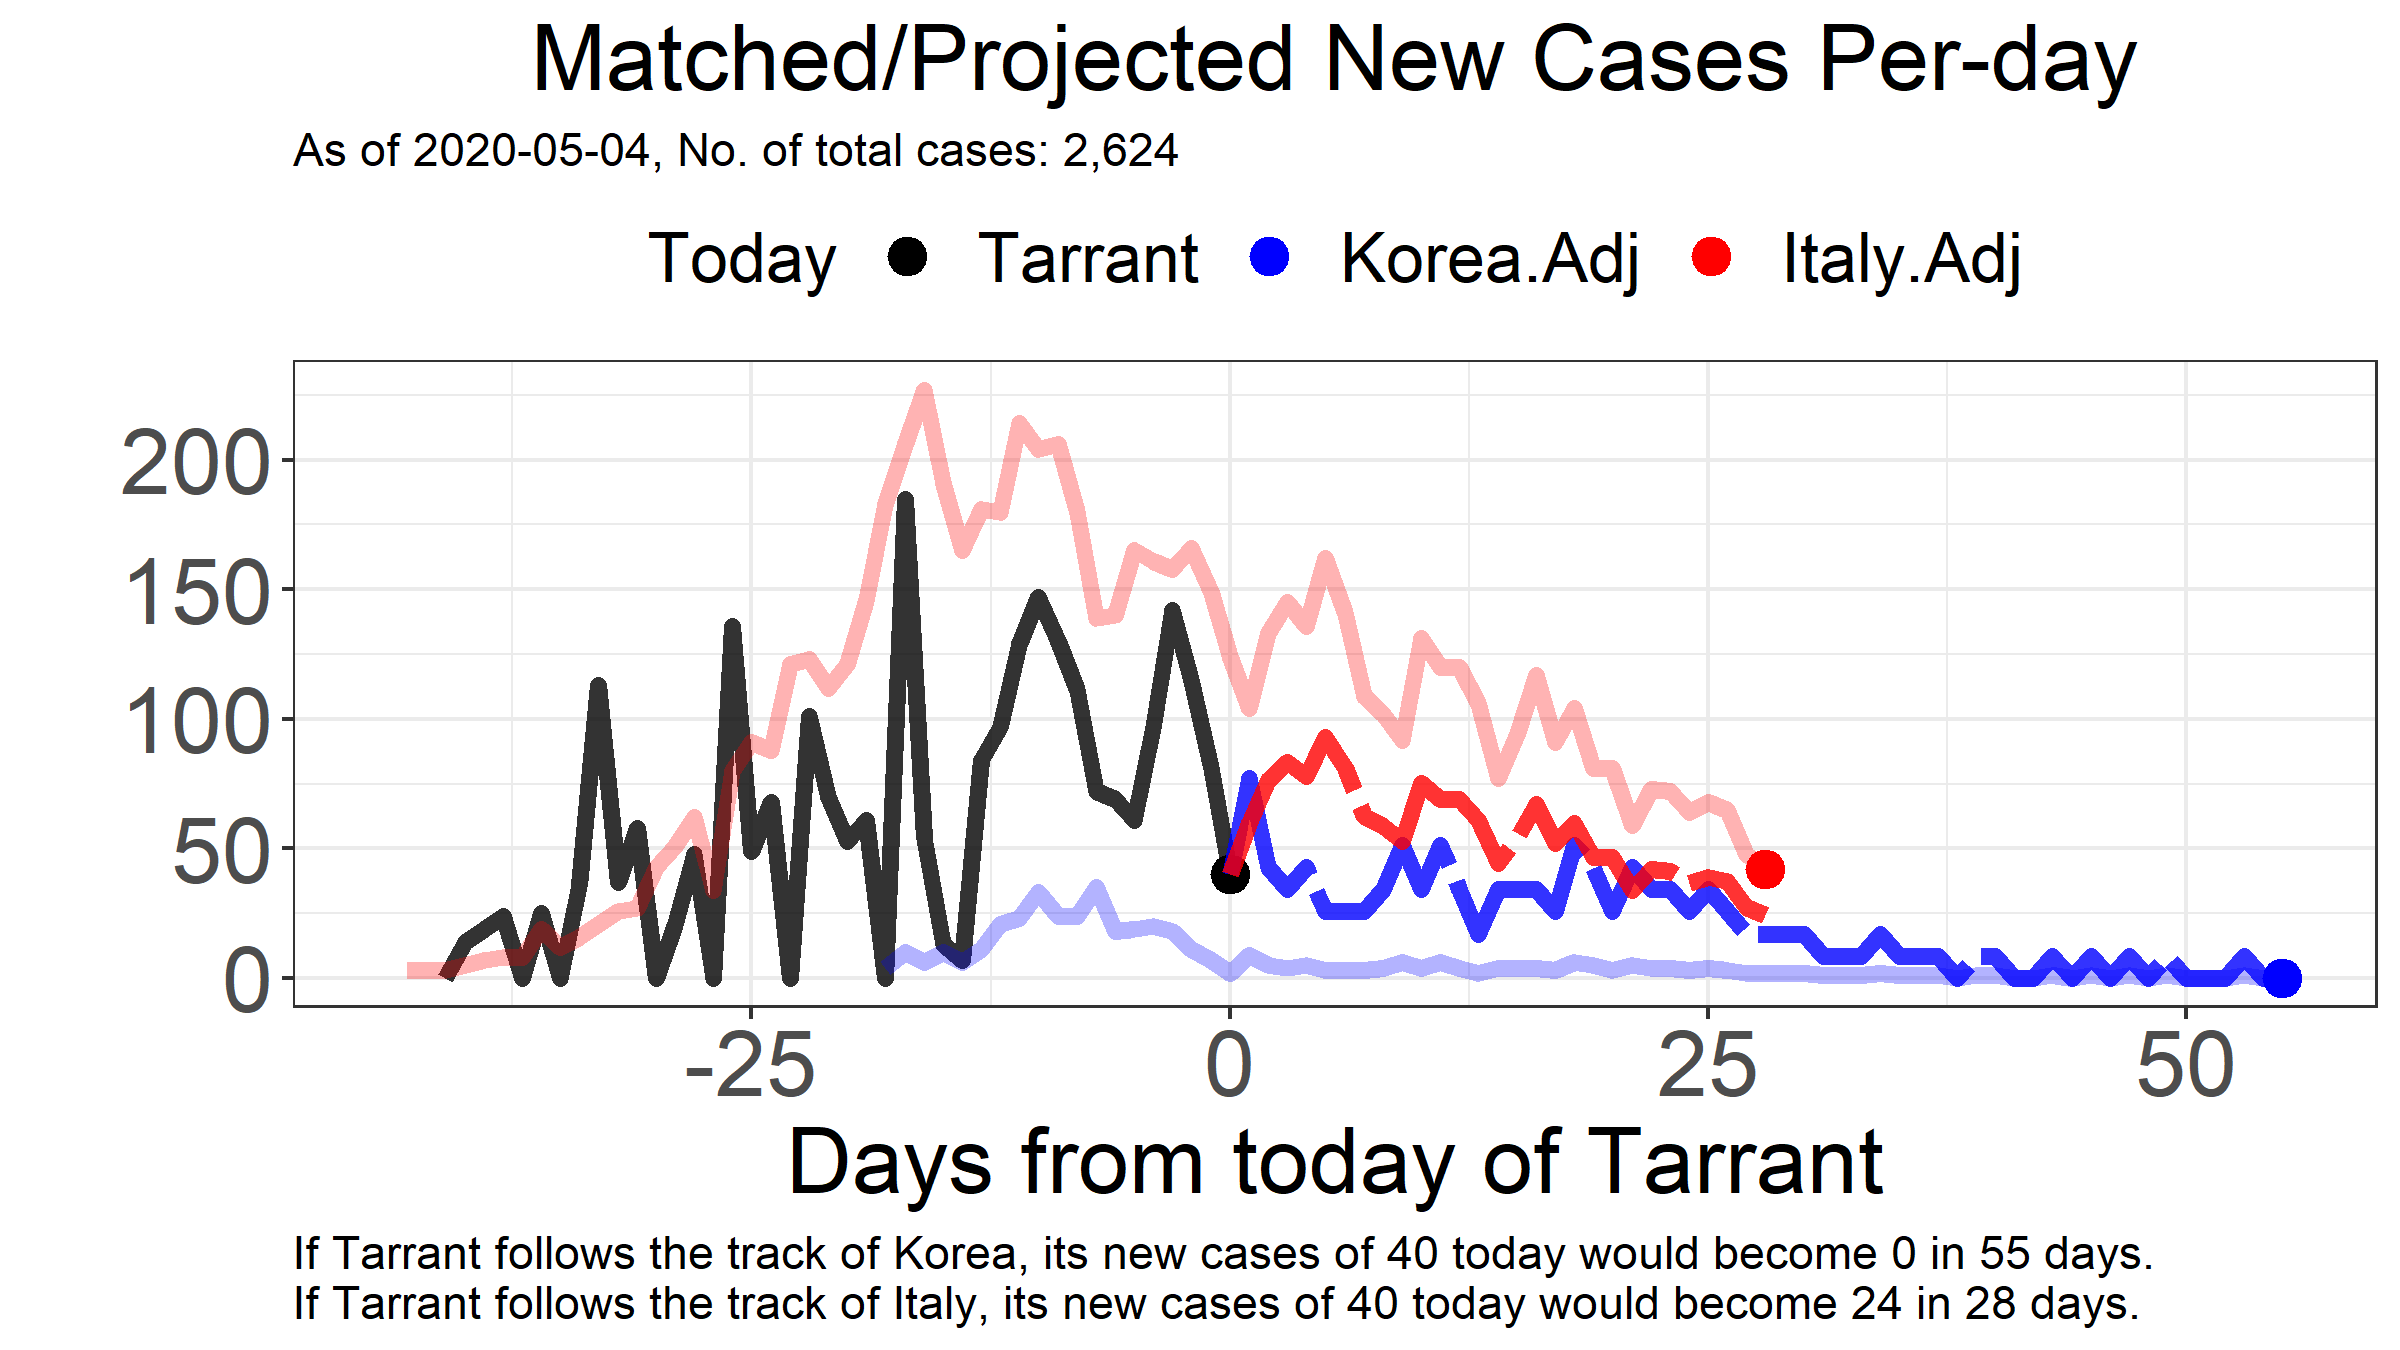 Matched/Projected New Cases Per-day
As of 2020-05-04, No. of total cases: 2,624
Today Tarrant Korea.Adj Italy.Adj
200
150
100
50
0
-25 0 25 50
Days from today of Tarrant
If Tarrant follows the track of Korea, its new cases of 40 today would become 0 in 55 days.
If Tarrant follows the track of Italy, its new cases of 40 today would become 24 in 28 days.